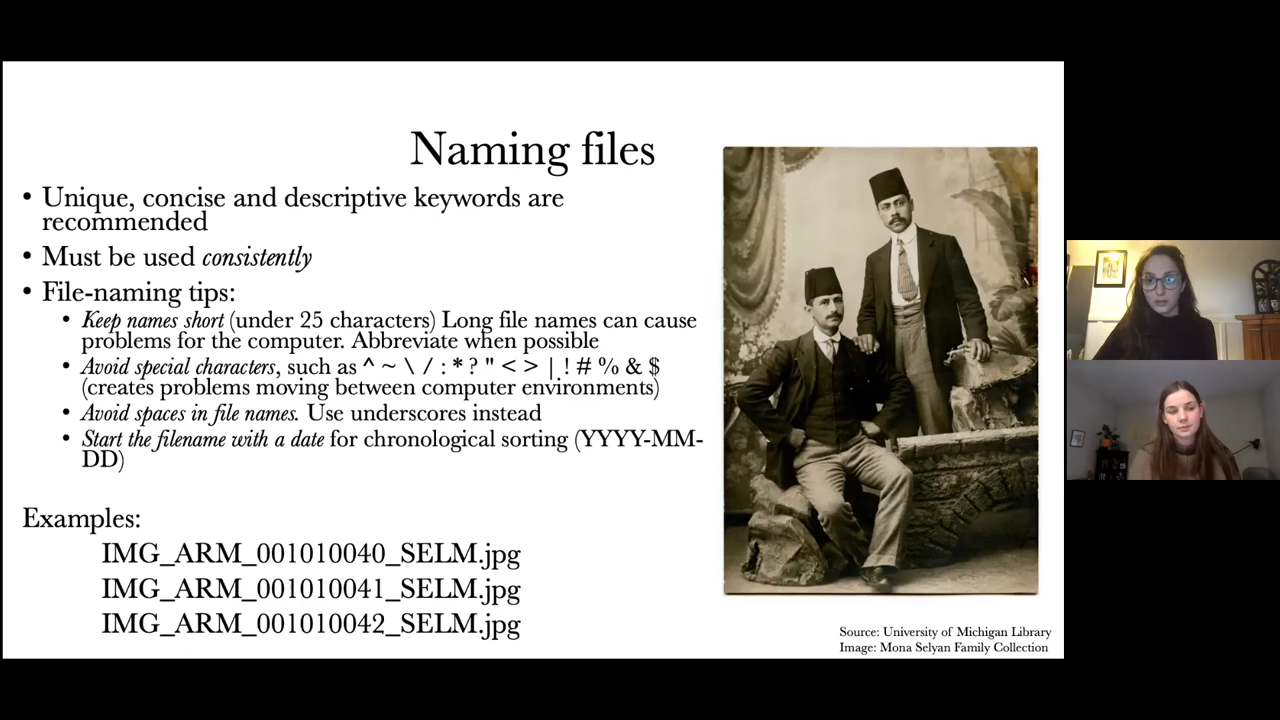 Naming files
• Unique, concise and descriptive keywords are
recommended
• Must be used consistently
• File-naming tips:
• Keep names short (under 25 characters) Long file names can cause
problems for the computer. Abbreviate when possible
• Avoid special characters, such as ^ ~ \ / : * ? " < > | ! # % & $
(creates problems moving between computer environments)
• Avoid spaces in file names. Use underscores instead
• Start the filename with a date for chronological sorting (YYYY-MM-
DD)
Examples:
IMG_ARM_001010040_SELM.jpg
IMG_ARM_001010041_SELM.jpg
IMG_ARM_001010042_SELM.jpg
Source: University of Michigan Library
Image: Mona Selyan Family Collection